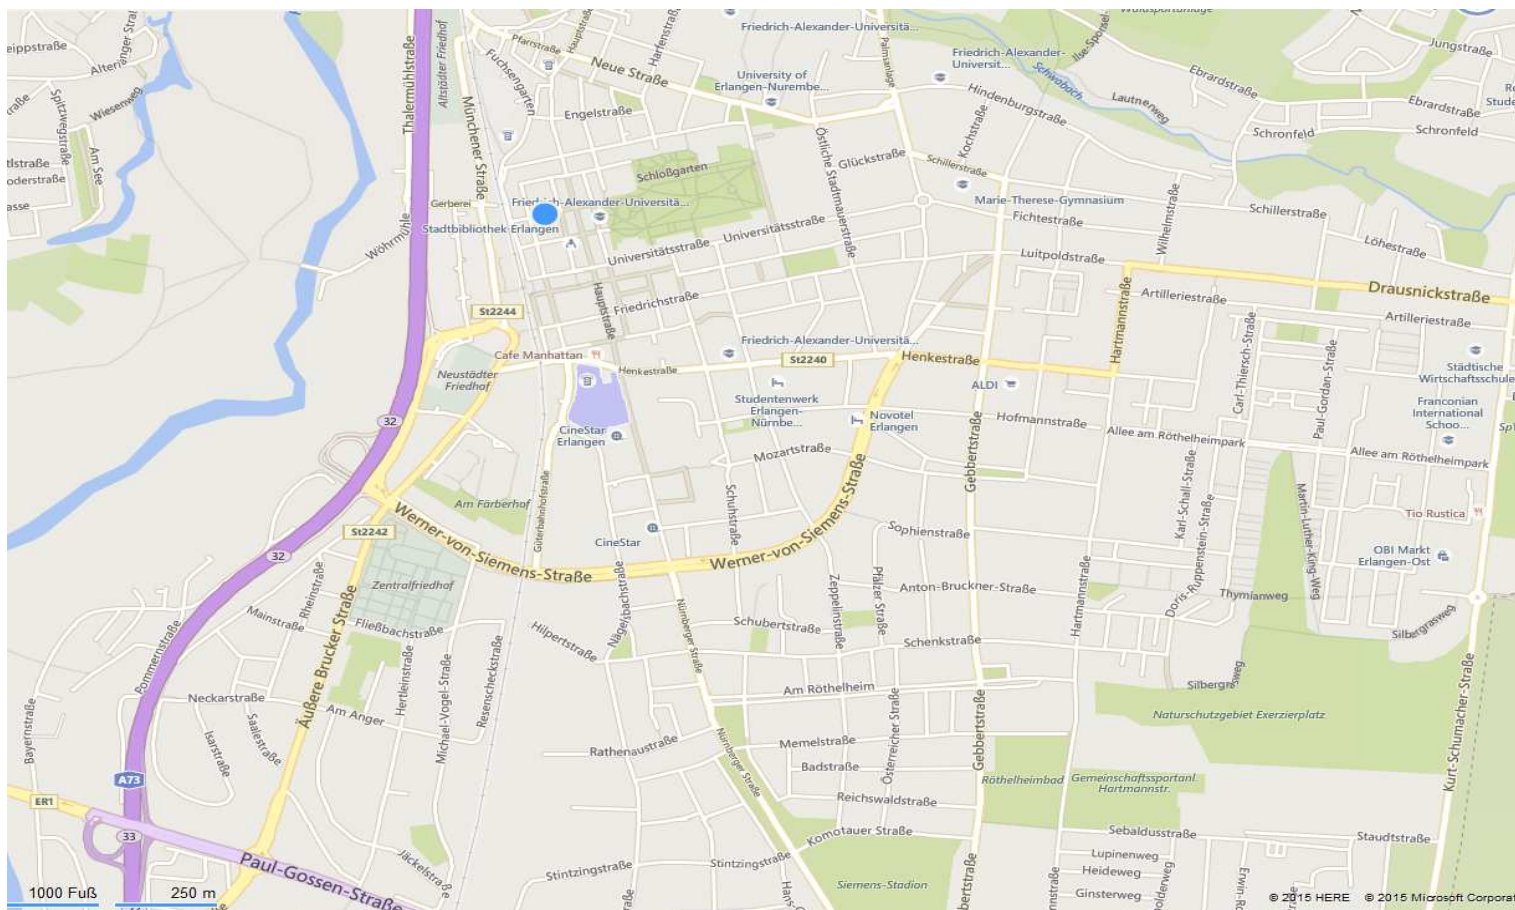 Friedrich-Alexander-Universitä...
Jungstraße
Alterlanger Straße
Thalermühlstraße
Altstädter Friedhof
Pfarrstraße
Hauptstraße
Harfenstraße
Neue Straße
Palmsanlage
Friedrich-Alexander-
Universit...
Schwabach
Ebrardstraße
Ebrardstraße
Fuchsengarten
University of
Erlangen-Nurembe...
Spitzwegstraße
Wiesenweg
Münchener Straße
Engelstraße
Hindenburgstraße
Lautnerweg
Schronfeld
Schronfeld
Am See
Östliche Stadtmauerstraße
Kochstraße
Glückstraße
Schillerstraße
Schloßgarten
Gerberei
Friedrich-Alexander-Universitä...
Marie-Therese-Gymnasium
Schillerstraße
Wöhrmühle
Stadtbibliothek Erlangen
Universitätsstraße
Universitätsstraße
Fichtestraße
Wilhelmstraße
Löhestraße
Luitpoldstraße
Hauptstraße
Friedrichstraße
Drausnickstraße
Artilleriestraße
Artilleriestraße
St2244
Hartmannstraße
Carl-Thiersch-Straße
Paul-Gordan-Straße
Friedrich-Alexander-Universitä...
Cafe Manhattan
St2240
Henkestraße
Henkestraße
Neustädter
Friedhof
Städtische
Wirtschaftsschule
ALDI
Studentenwerk
Erlangen-
Nürnbe...
Novotel
Erlangen
Hofmannstraße
Franconian
International
Schoo...
32
CineStar
Erlangen
Allee am Röthelheimpark
Allee am Röthelheimpark
Mozartstraße
Gebbertstraße
Am Färberhof
Güterbahnhofstraße
Schuhstraße
Karl-Schall-Straße
Martin-Luther-King-Weg
Tio Rustica
Werner-von-Siemens-Straße
St2242
CineStar
Sophienstraße
Doris-Ruppenstein-Straße
OBI Markt
Erlangen-Ost
32
Werner-von-Siemens-Straße
Zentralfriedhof
Rheinstraße
Nägelsbachstraße
Zeppelinstraße
Pfälzer Straße
Anton-Bruckner-Straße
Hartmannstraße
Thymianweg
Mainstraße
Fließbachstraße
Hilpertstraße
Nürnberger Straße
Schubertstraße
Schenkstraße
Silbergrasweg
Pommernstraße
Äußere Brucker Straße
Hertleinstraße
Michael-Vogel-Straße
Resenscheckstraße
Silbergrasweg
Neckarstraße
Am Anger
Am Röthelheim
Naturschutzgebiet Exerzierplatz
Bayernstraße
Isarstraße
Saalestraße
Rathenaustraße
Nürnberger Straße
Memelstraße
Österreicher Straße
Gebbertstraße
Kurt-Schumacher-Straße
A73
Badstraße
Röthelheimbad
Gemeinschaftssportanl.
Hartmannstr.
ER1
Reichswaldstraße
33
Komotauer Straße
Sebaldusstraße
Staudtstraße
Paul-Gossen-Straße
Jäckelstraße
Stintzingstraße
Stintzingstraße
Lupinenweg
Heideweg
Siemens-Stadion
Gebbertstraße
Ginsterweg
1000 Fuß
250 m
© 2015 HERE
© 2015 Microsoft Corporat